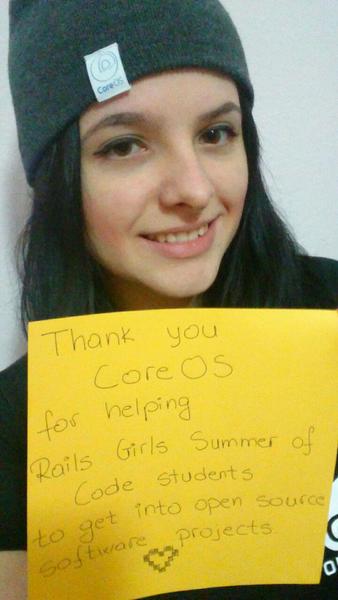 CoreOS
Thank you
CoreOS
for helping
Rails Girls Summer of
Code students
to get into open source
software projects.